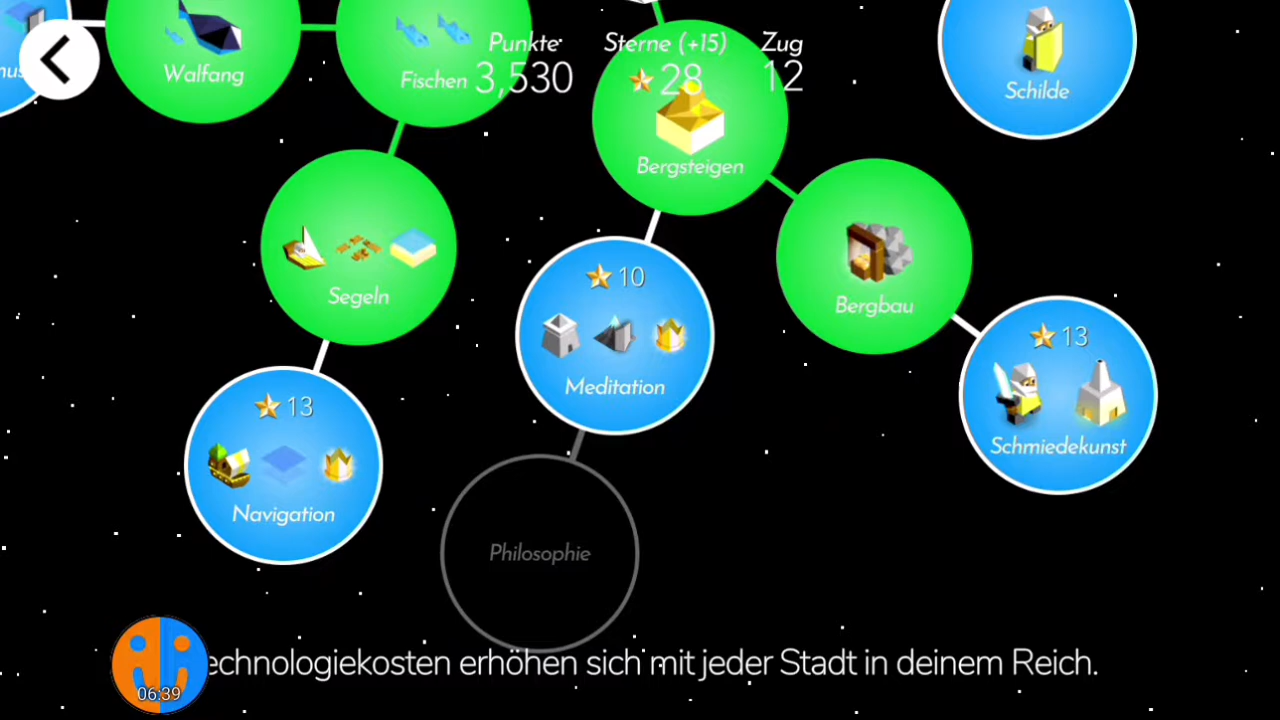 Punkte
Sterne (+15)
Zug
3,530
28
12
Walfang
Fischen
Bergsteigen
Schilde
Segeln
10
Meditation
Bergbau
13
Schmiedekunst
13
Navigation
Philosophie
echnologiekosten erhöhen sich mit jeder Stadt in deinem Reich.
06:39